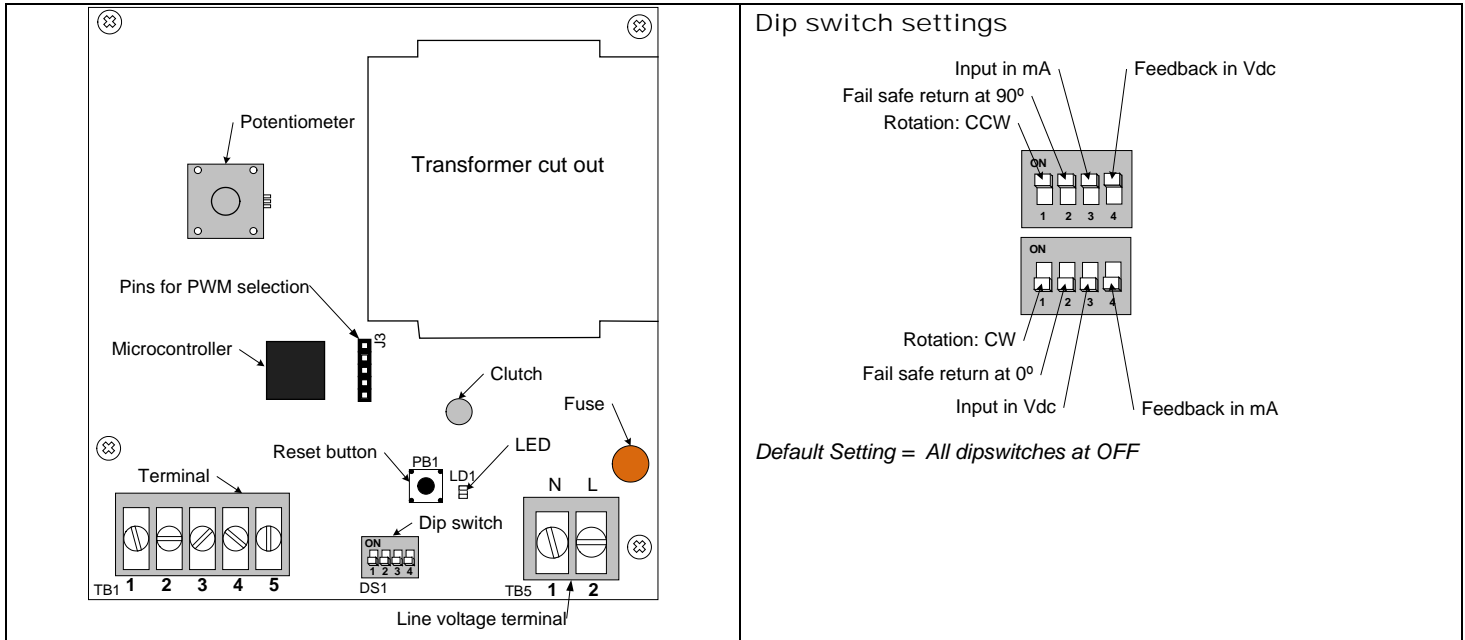 Potentiometer
Transformer cut out
Pins for PWM selection
J3
Microcontroller
Clutch
Fuse
Reset button
LED
PB1
LD1
Terminal
N L
Dip switch
ON
1 2 3 4
DS1
TB1 1 2 3 4 5
TB5 1 2
Line voltage terminal
Dip switch settings
Input in mA
Feedback in Vdc
Fail safe return at 90º
Rotation: CCW
ON
1 2 3 4
ON
1 2 3 4
Rotation: CW
Fail safe return at 0º
Input in Vdc
Feedback in mA
Default Setting = All dipswitches at OFF